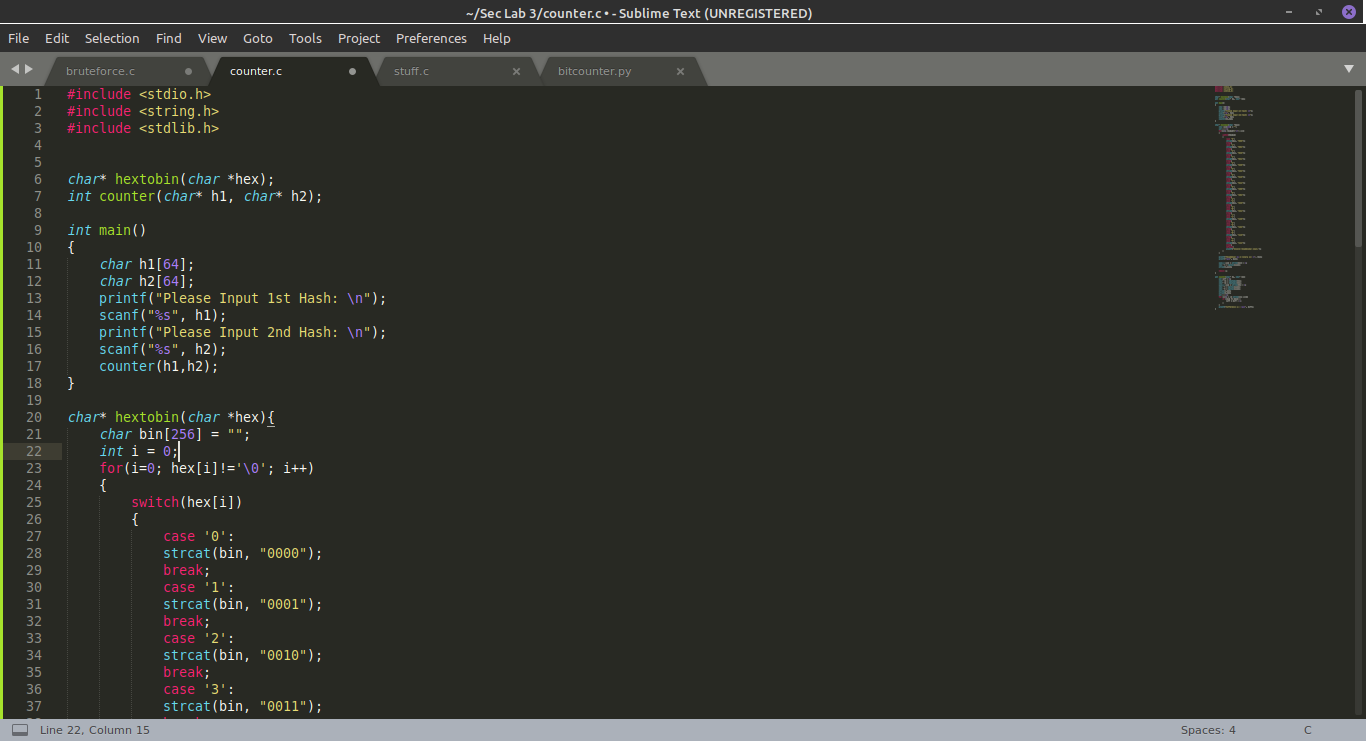 ~/Sec Lab 3/counter.c • - Sublime Text (UNREGISTERED)
File Edit Selection Find View Goto Tools Project Preferences Help
bruteforce.c counter.c stuff.c bitcounter.py
1 #include <stdio.h>
2 #include <string.h>
3 #include <stdlib.h>
4
5
6 char* hextobin(char *hex);
7 int counter(char* h1, char* h2);
8
9 int main()
10 {
11     char h1[64];
12     char h2[64];
13     printf("Please Input 1st Hash: \n");
14     scanf("%s", h1);
15     printf("Please Input 2nd Hash: \n");
16     scanf("%s", h2);
17     counter(h1,h2);
18 }
19
20 char* hextobin(char *hex){
21     char bin[256] = "";
22     int i = 0;
23     for(i=0; hex[i]!='\0'; i++)
24     {
25         switch(hex[i])
26         {
27             case '0':
28             strcat(bin, "0000");
29             break;
30             case '1':
31             strcat(bin, "0001");
32             break;
33             case '2':
34             strcat(bin, "0010");
35             break;
36             case '3':
37             strcat(bin, "0011");
Line 22, Column 15 Spaces: 4 C